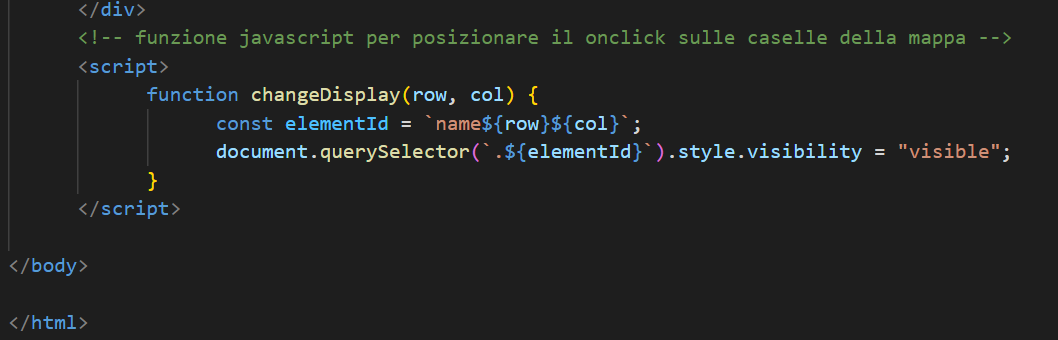 </div>
<!-- funzione javascript per posizionare il onclick sulle caselle della mappa -->
<script>
function changeDisplay(row, col) {
const elementId = `name${row}${col}`;
document.querySelector(`.${elementId}`).style.visibility = "visible";
}
</script>
</body>
</html>